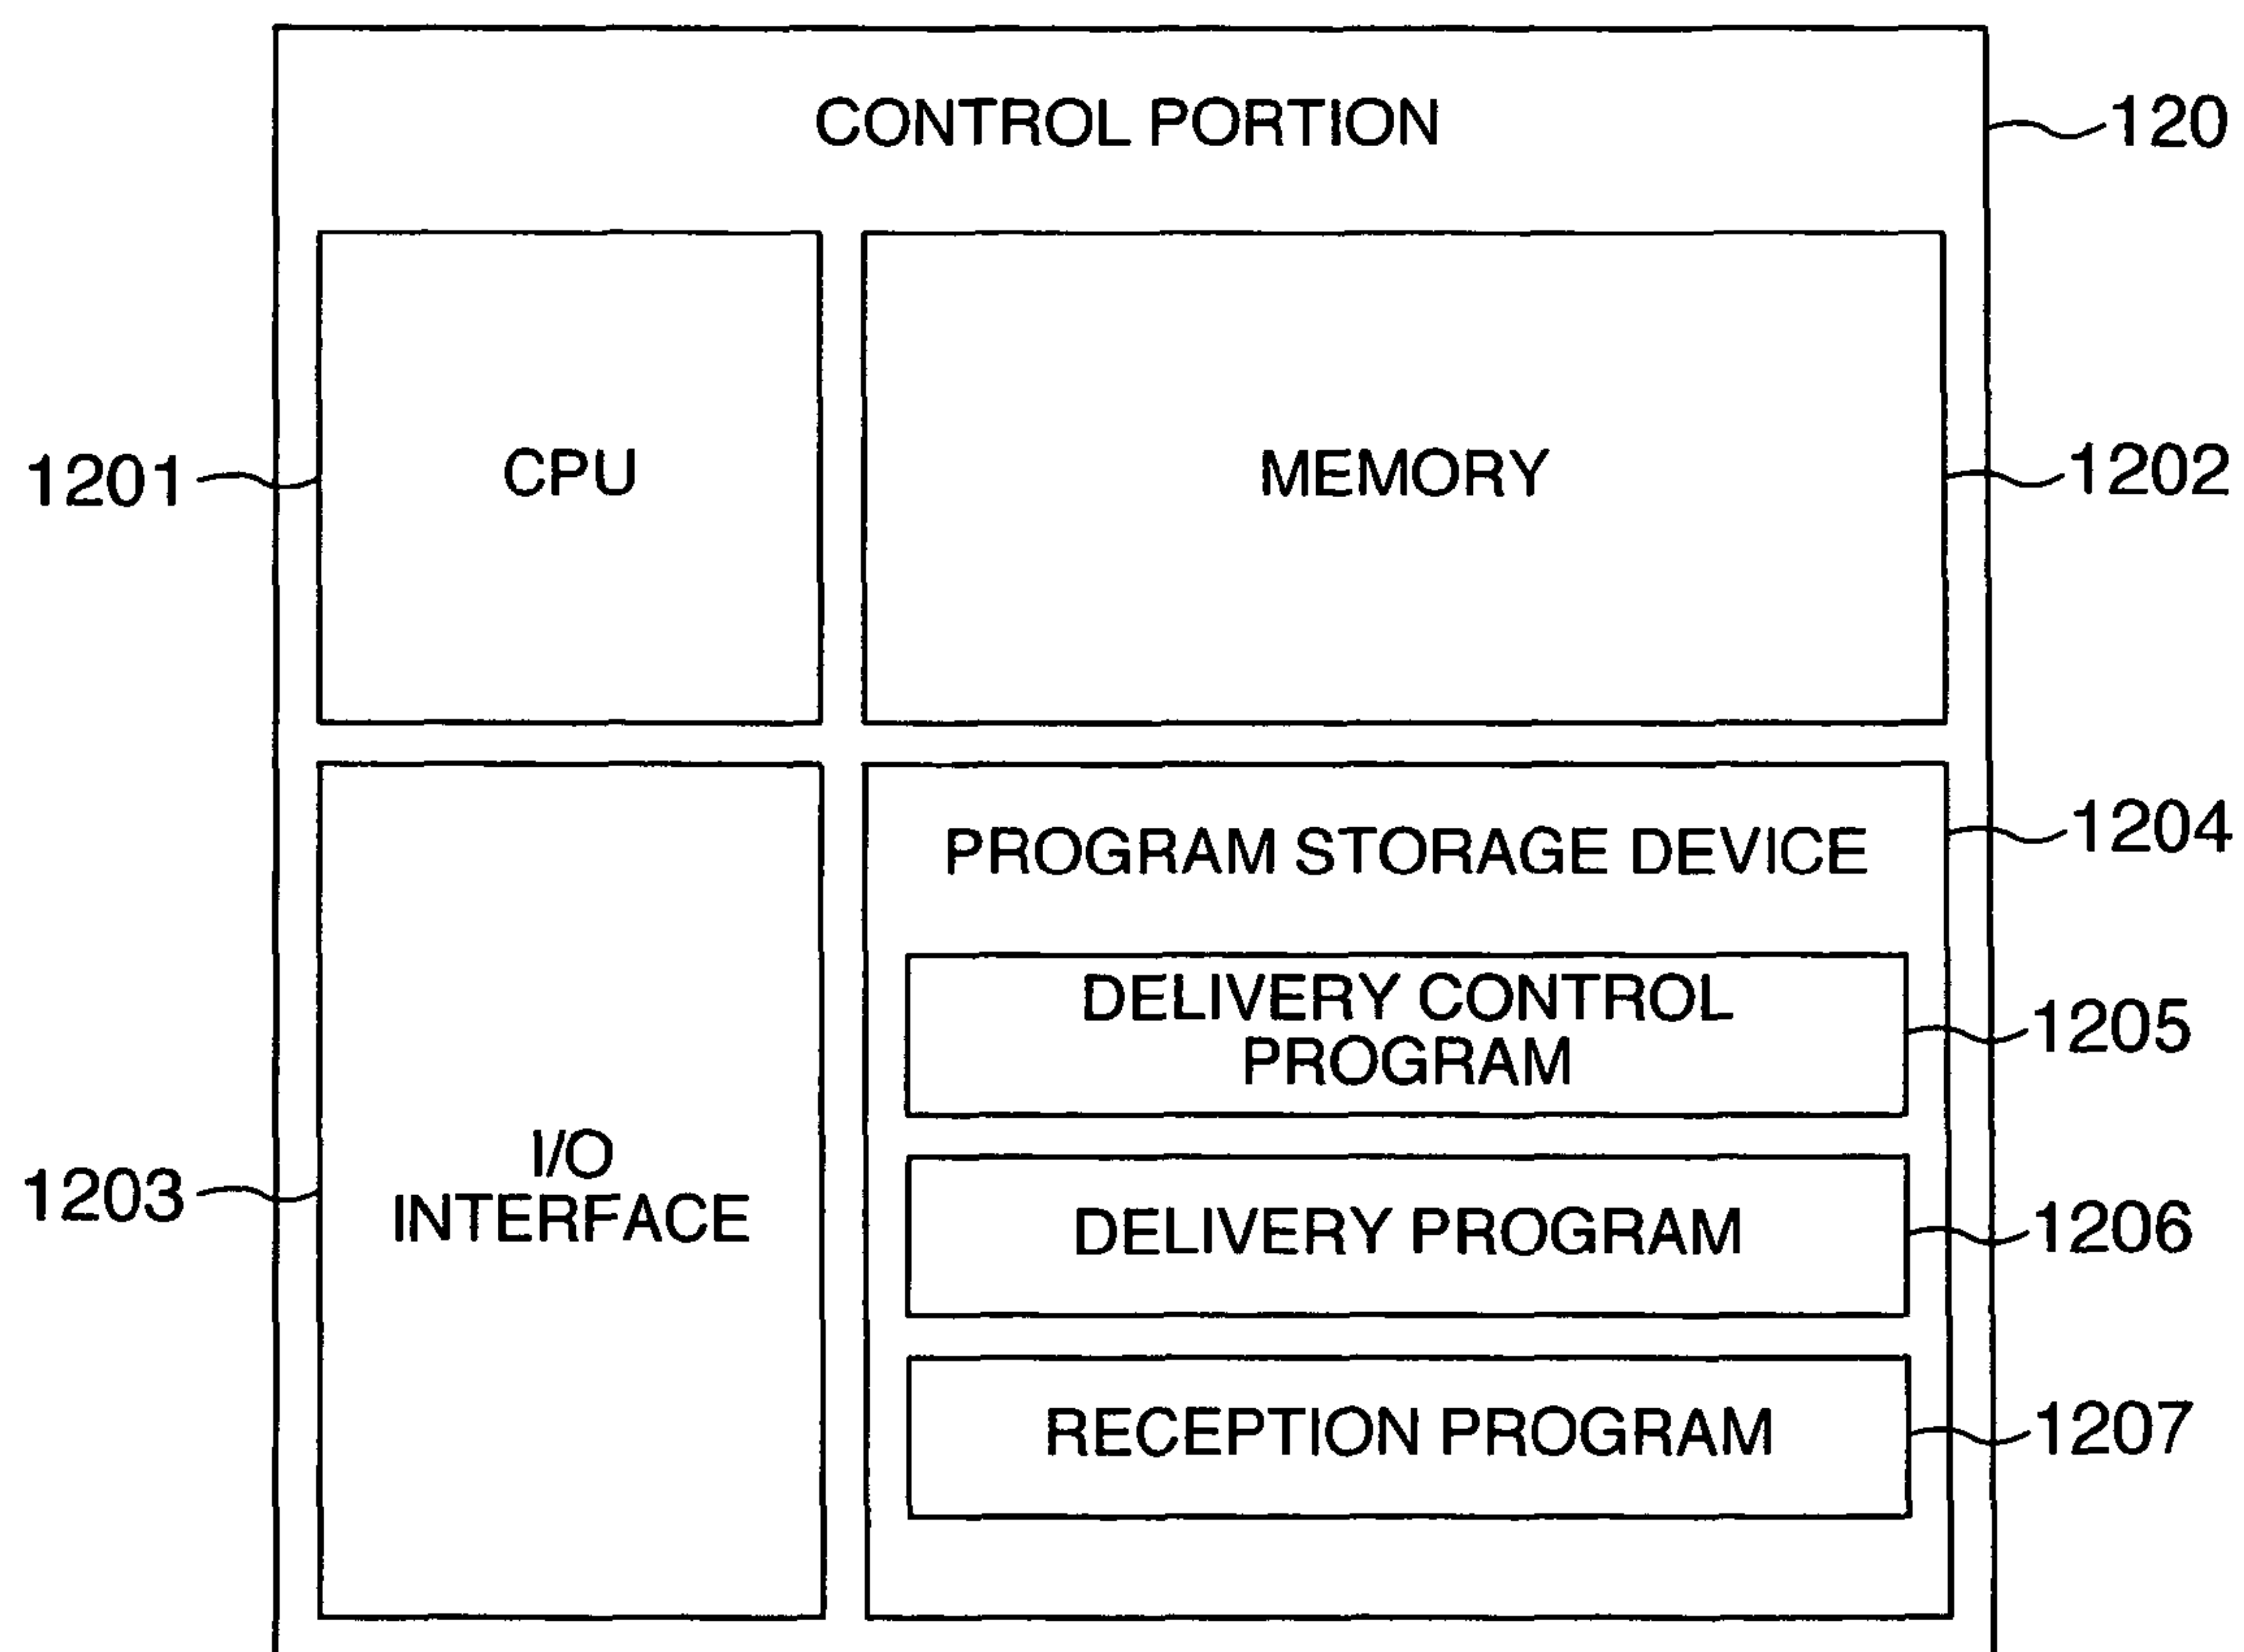 CONTROL PORTION
120
1201
CPU
MEMORY
1202
1203
I/O
INTERFACE
PROGRAM STORAGE DEVICE
1204
DELIVERY CONTROL
PROGRAM
1205
DELIVERY PROGRAM
1206
RECEPTION PROGRAM
1207